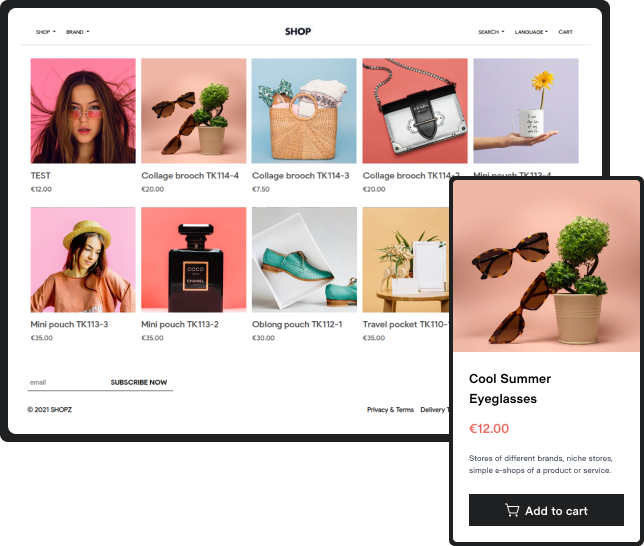 SHOP
BRAND
SHOP
SEARCH
LANGUAGE
CART
TEST
€12.00
Collage brooch TK114-4
€20.00
Collage brooch TK114-3
€7.50
Collage brooch TK114-2
€20.00
Mini pouch TK113-4
PRADA
COCO
CHANEL
Mini pouch TK113-3
€35.00
Mini pouch TK113-2
€35.00
Oblong pouch TK112-1
€30.00
Travel pocket TK110-
€35.00
email
SUBSCRIBE NOW
© 2021 SHOPZ
Privacy & Terms
Delivery
Cool Summer
Eyeglasses
€12.00
Stores of different brands, niche stores,
simple e-shops of a product or service.
Add to cart